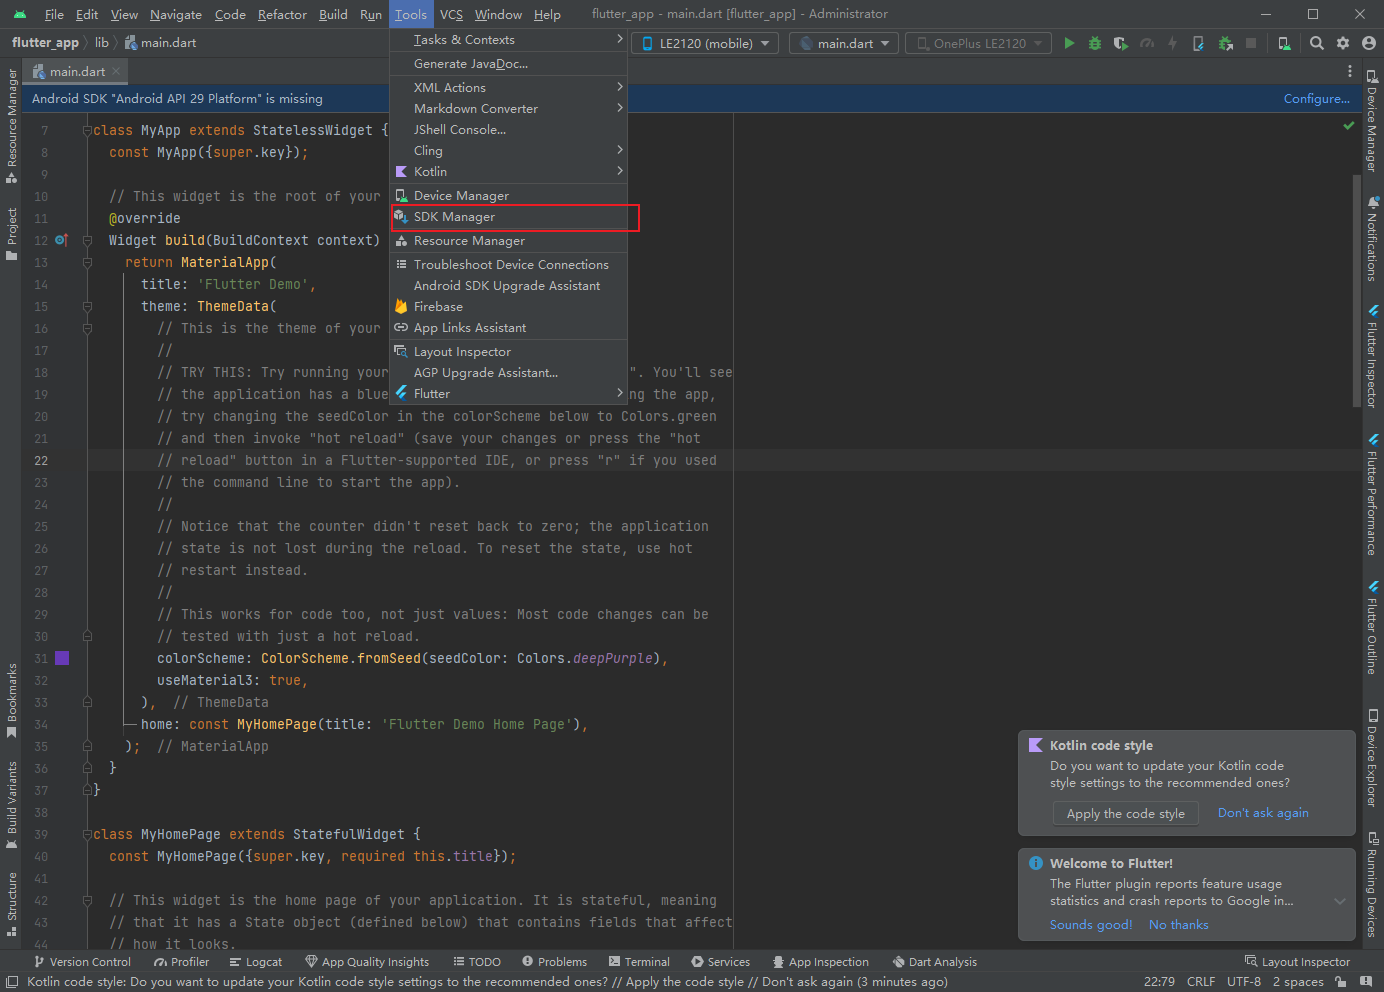 File Edit View Navigate Code Refactor Build Run Tools VCS Window Help flutter_app - main.dart [flutter_app] - Administrator
flutter_app lib main.dart LE2120 (mobile) main.dart OnePlus LE2120
main.dart
Android SDK "Android API 29 Platform" is missing Configure...
Tasks & Contexts
Generate JavaDoc...
XML Actions
Markdown Converter
JShell Console...
Cling
Kotlin
Device Manager
SDK Manager
Resource Manager
Troubleshoot Device Connections
Android SDK Upgrade Assistant
Firebase
App Links Assistant
Layout Inspector
AGP Upgrade Assistant...
Flutter
7 class MyApp extends StatelessWidget {
8 const MyApp({super.key});
9
10 // This widget is the root of your
11 @override
12 Widget build(BuildContext context)
13 return MaterialApp(
14 title: 'Flutter Demo',
15 theme: ThemeData(
16 // This is the theme of your
17 //
18 // TRY THIS: Try running your ". You'll see
19 // the application has a blue ng the app,
20 // try changing the seedColor in the colorScheme below to Colors.green
21 // and then invoke "hot reload" (save your changes or press the "hot
22 // reload" button in a Flutter-supported IDE, or press "r" if you used
23 // the command line to start the app).
24 //
25 // Notice that the counter didn't reset back to zero; the application
26 // state is not lost during the reload. To reset the state, use hot
27 // restart instead.
28 //
29 // This works for code too, not just values: Most code changes can be
30 // tested with just a hot reload.
31 colorScheme: ColorScheme.fromSeed(seedColor: Colors.deepPurple),
32 useMaterial3: true,
33 ), // ThemeData
34 home: const MyHomePage(title: 'Flutter Demo Home Page'),
35 ); // MaterialApp
36 }
37 }
38
39 class MyHomePage extends StatefulWidget {
40 const MyHomePage({super.key, required this.title});
41
42 // This widget is the home page of your application. It is stateful, meaning
43 // that it has a State object (defined below) that contains fields that affect
44 // how it looks.
Resource Manager
Project
Bookmarks
Build Variants
Structure
Device Manager
Notifications
Flutter Inspector
Flutter Performance
Flutter Outline
Device Explorer
Running Devices
Kotlin code style
Do you want to update your Kotlin code
style settings to the recommended ones?
Apply the code style Don't ask again
Welcome to Flutter!
The Flutter plugin reports feature usage
statistics and crash reports to Google in...
Sounds good! No thanks
Version Control Profiler Logcat App Quality Insights TODO Problems Terminal Services App Inspection Dart Analysis Layout Inspector
Kotlin code style: Do you want to update your Kotlin code style settings to the recommended ones? // Apply the code style // Don't ask again (3 minutes ago) 22:79 CRLF UTF-8 2 spaces